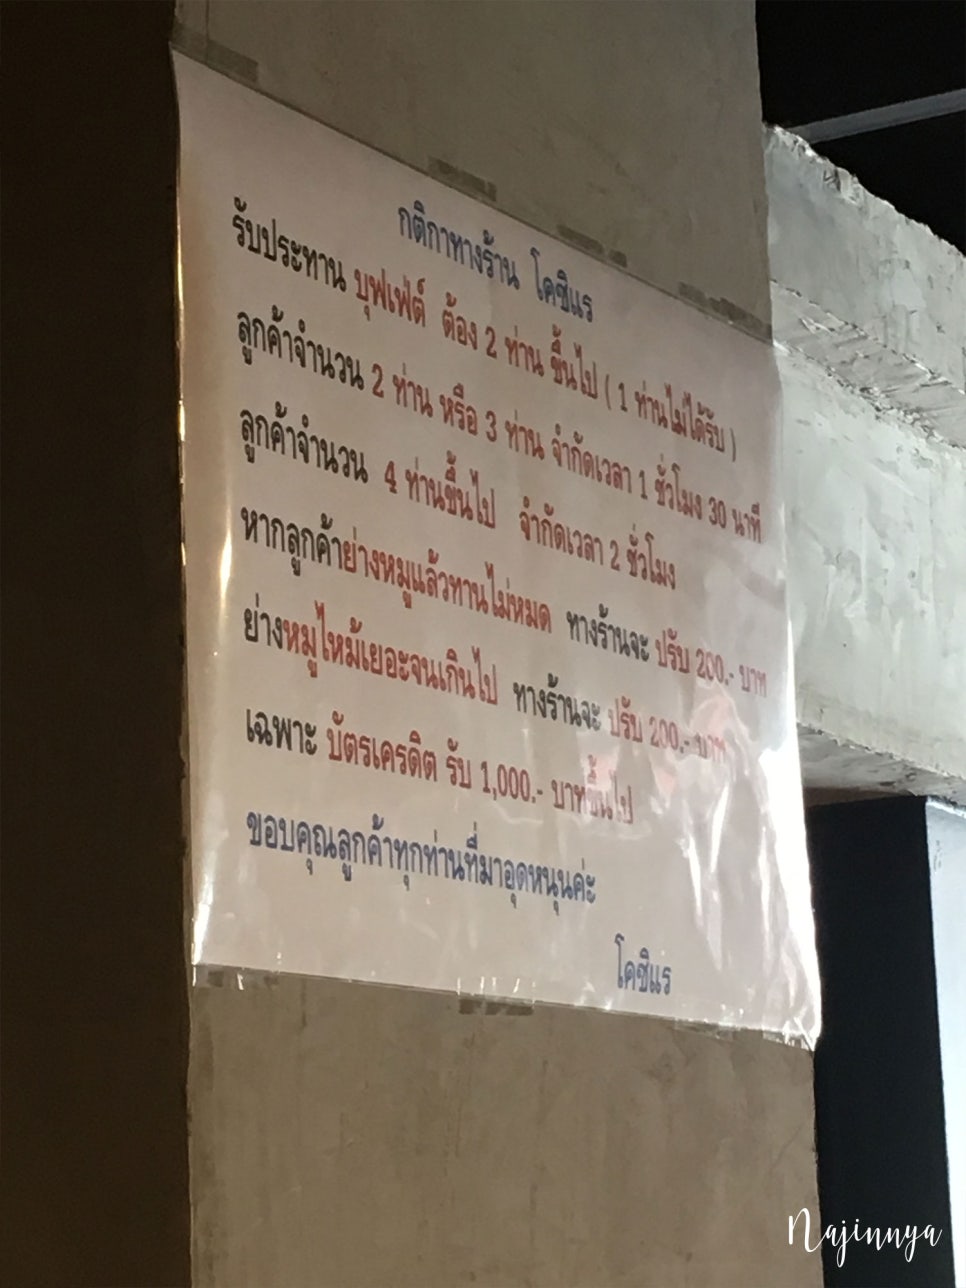 กติกาทางร้าน โคชิแร
รับประทาน บุฟเฟ่ต์ ต้อง 2 ท่าน ขึ้นไป ( 1 ท่านไม่ได้รับ )
ลูกค้าจำนวน 2 ท่าน หรือ 3 ท่าน จำกัดเวลา 1 ชั่วโมง 30 นาที
ลูกค้าจำนวน 4 ท่านขึ้นไป จำกัดเวลา 2 ชั่วโมง
หากลูกค้าย่างหมูแล้วทานไม่หมด ทางร้านจะ ปรับ 200.- บาท
ย่างหมูไหม้เยอะจนเกินไป ทางร้านจะ ปรับ 200.- บาท
เฉพาะ บัตรเครดิต รับ 1,000.- บาทขึ้นไป
ขอบคุณลูกค้าทุกท่านที่มาอุดหนุนค่ะ
โคชิแร
Najinnya